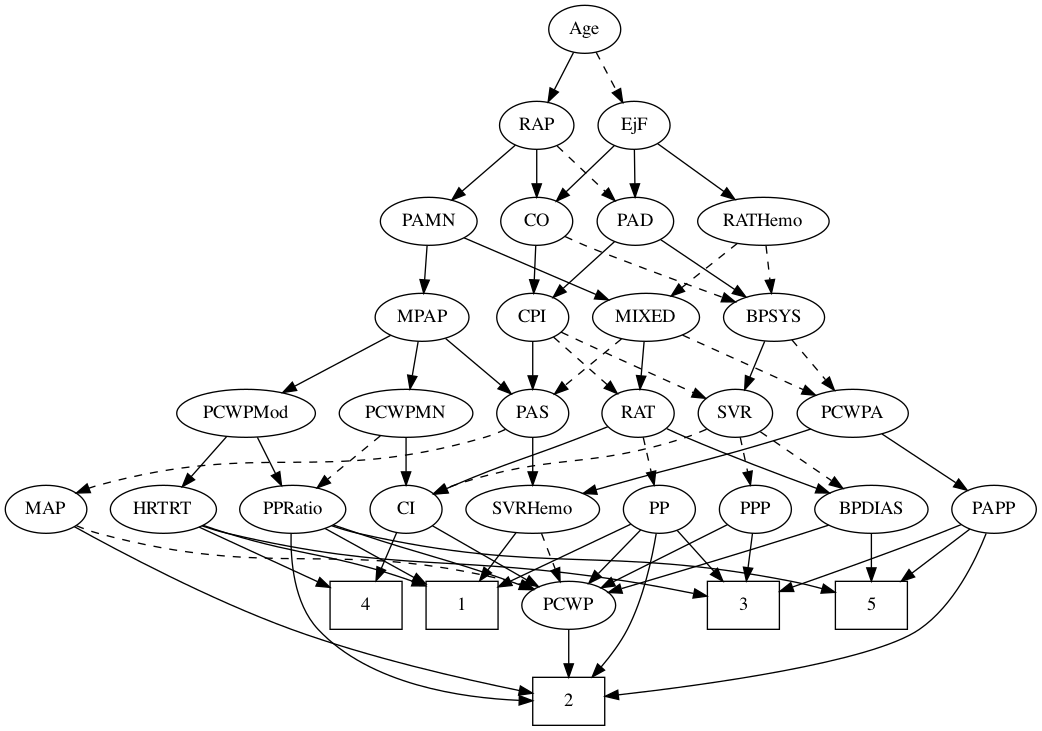 Age
RAP
EjF
PAMN
CO
PAD
RATHemo
MPAP
CPI
MIXED
BPSYS
PCWPMod
PCWPMN
PAS
RAT
SVR
PCWPA
MAP
HRTRT
PPRatio
CI
SVRHemo
PP
PPP
BPDIAS
PAPP
4
1
PCWP
3
5
2